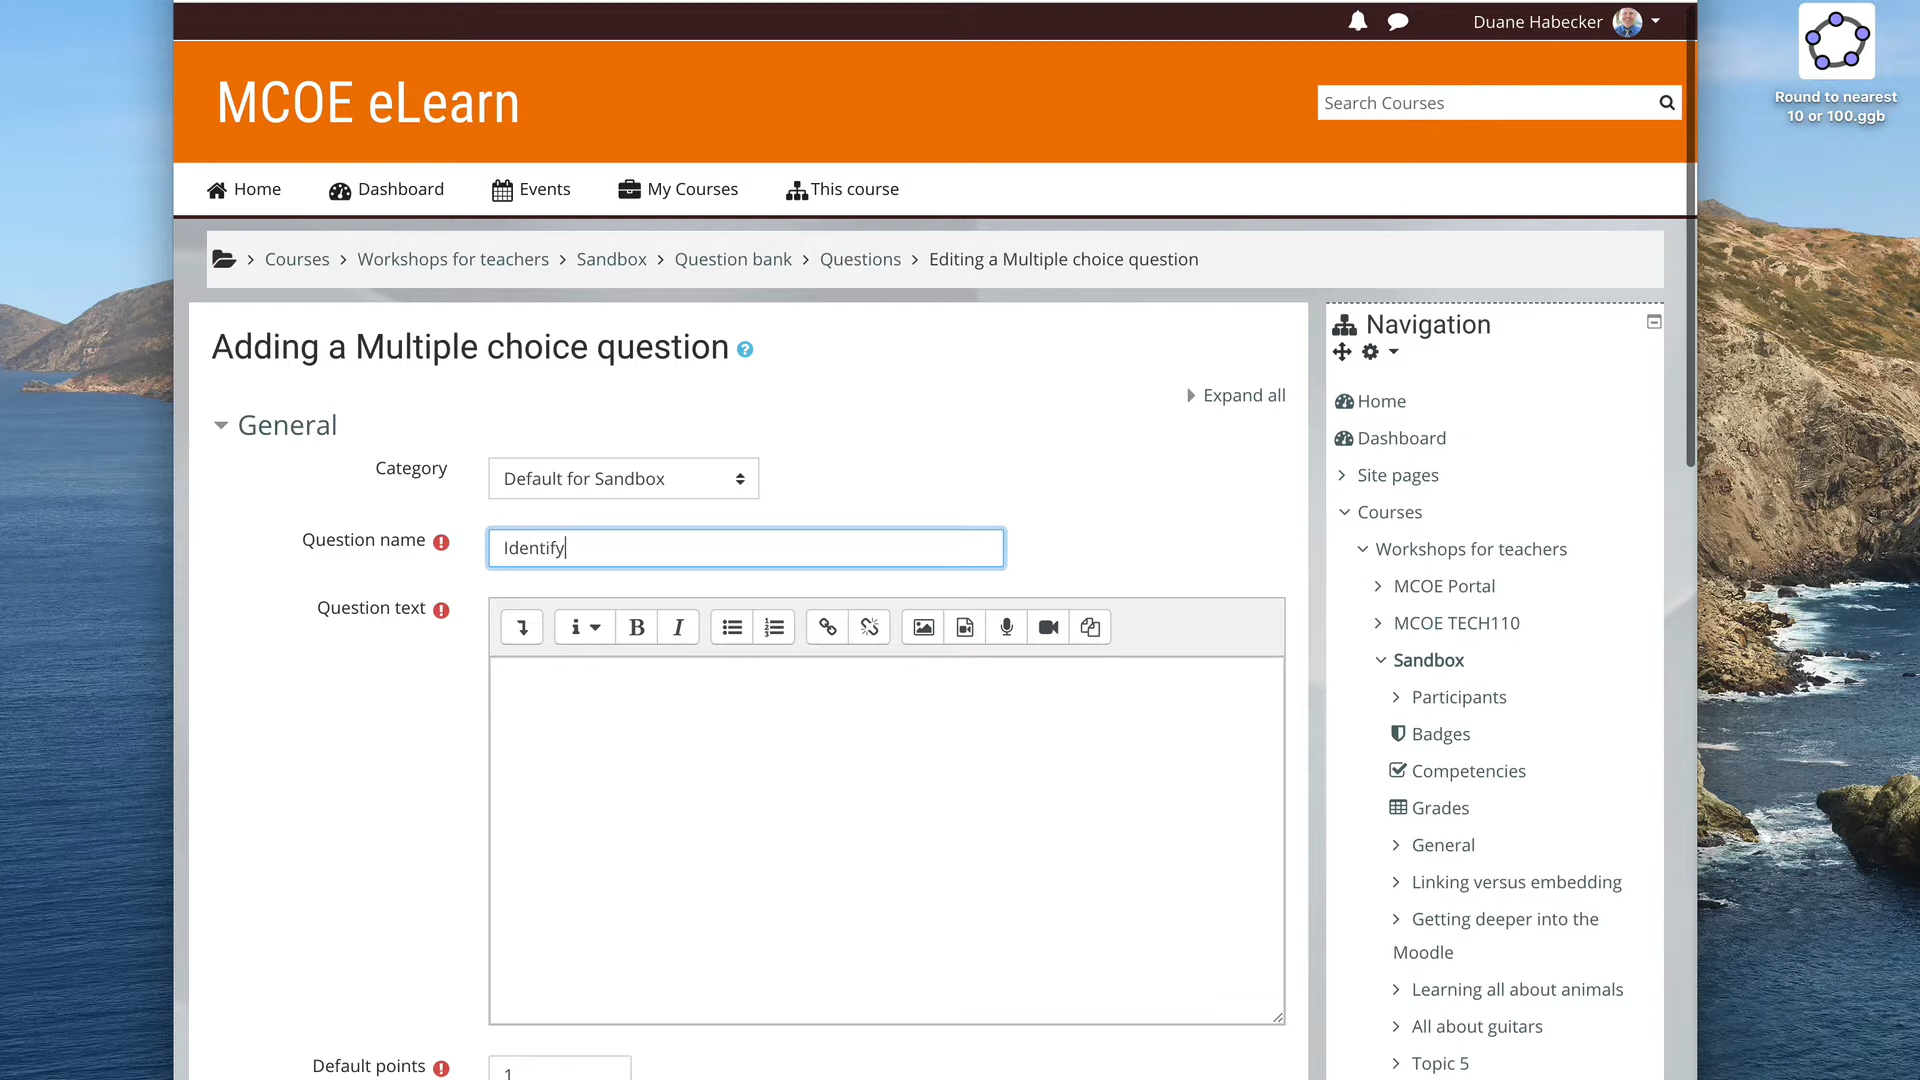 Duane Habecker
MCOE eLearn
Search Courses
Round to nearest
10 or 100.ggb
Home
Dashboard
Events
My Courses
This course
Courses
Workshops for teachers
Sandbox
Question bank
Questions
Editing a Multiple choice question
Adding a Multiple choice question
Expand all
General
Category
Default for Sandbox
Question name
Identify
Question text
B
I
Default points
1
Navigation
Home
Dashboard
Site pages
Courses
Workshops for teachers
MCOE Portal
MCOE TECH110
Sandbox
Participants
Badges
Competencies
Grades
General
Linking versus embedding
Getting deeper into the
Moodle
Learning all about animals
All about guitars
Topic 5